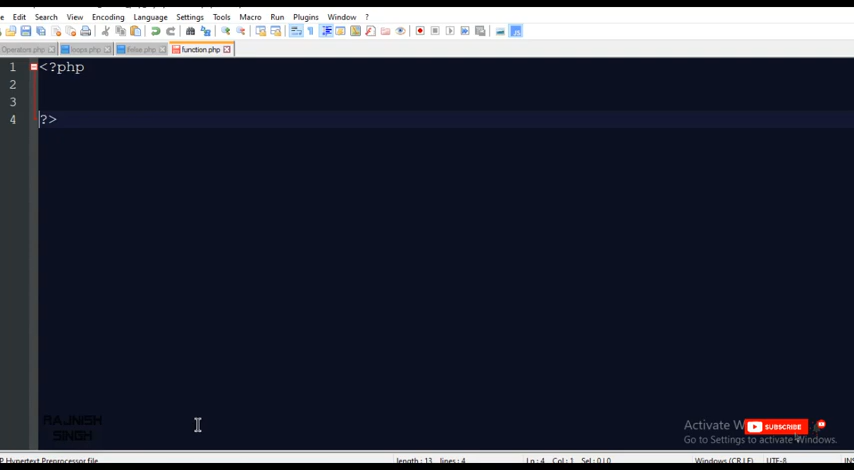 Edit Search View Encoding Language Settings Tools Macro Run Plugins Window ?
Operators.php loops.php ifelse.php function.php
1 <?php
2
3
4 ?>
RAJNISH
SINGH
Activate W
SUBSCRIBE
Go to Settings to activate Windows.
P Hypertext Preprocessor file length : 13 lines : 4 Ln : 4 Col : 1 Sel : 0 | 0 Windows (CR LF) UTF-8 INS